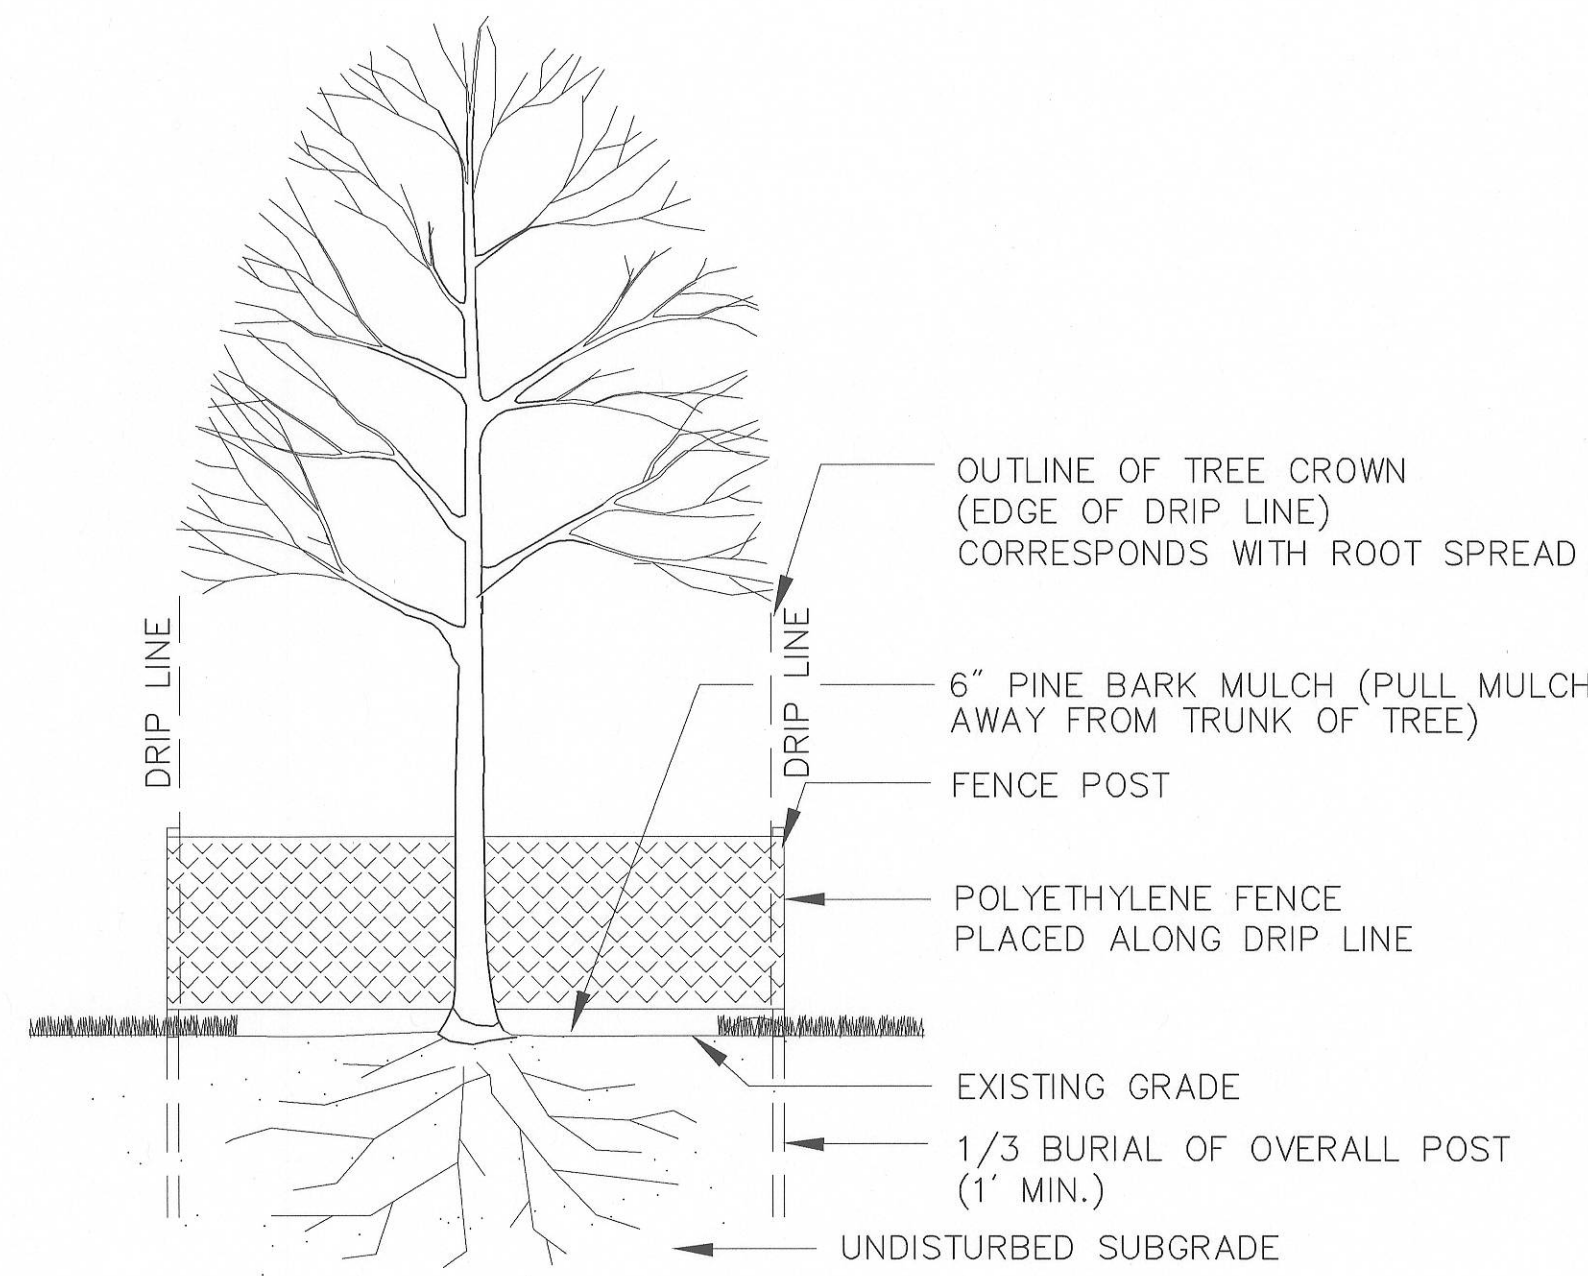 OUTLINE OF TREE CROWN
(EDGE OF DRIP LINE)
CORRESPONDS WITH ROOT SPREAD
DRIP LINE
DRIP LINE
6" PINE BARK MULCH (PULL MULCH
AWAY FROM TRUNK OF TREE)
FENCE POST
POLYETHYLENE FENCE
PLACED ALONG DRIP LINE
EXISTING GRADE
1/3 BURIAL OF OVERALL POST
(1' MIN.)
UNDISTURBED SUBGRADE